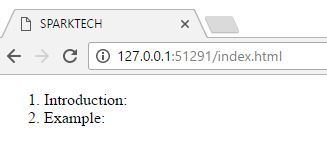 SPARKTECH
127.0.0.1:51291/index.html
1. Introduction:
2. Example: